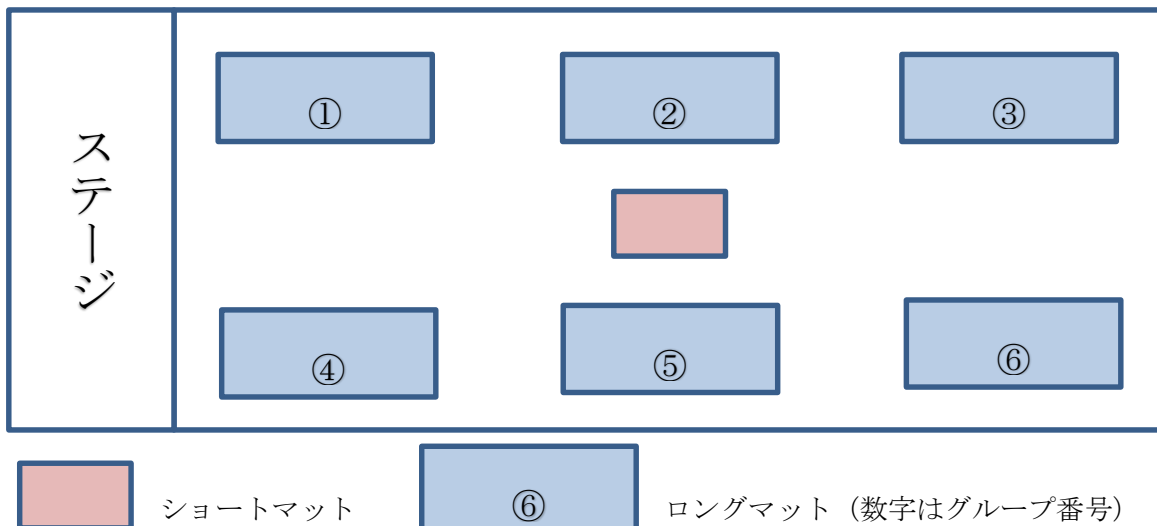 ステージ
①
②
③
④
⑤
⑥
ショートマット
⑥
ロングマット（数字はグループ番号）